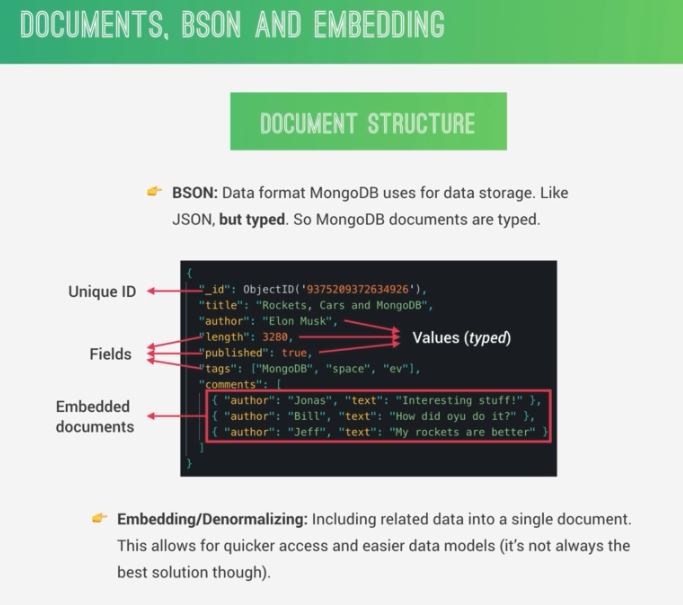 DOCUMENTS, BSON AND EMBEDDING
DOCUMENT STRUCTURE
BSON: Data format MongoDB uses for data storage. Like
JSON, but typed. So MongoDB documents are typed.
{
Unique ID
"_id": ObjectID('9375209372634926'),
"title": "Rockets, Cars and MongoDB",
"author": "Elon Musk",
"length": 3280,
Values (typed)
"published": true,
Fields
"tags": ["MongoDB", "space", "ev"],
"comments": [
Embedded
documents
{ "author": "Jonas", "text": "Interesting stuff!" },
{ "author": "Bill", "text": "How did oyu do it?" },
{ "author": "Jeff", "text": "My rockets are better" }
]
}
Embedding/Denormalizing: Including related data into a single document.
This allows for quicker access and easier data models (it's not always the
best solution though).